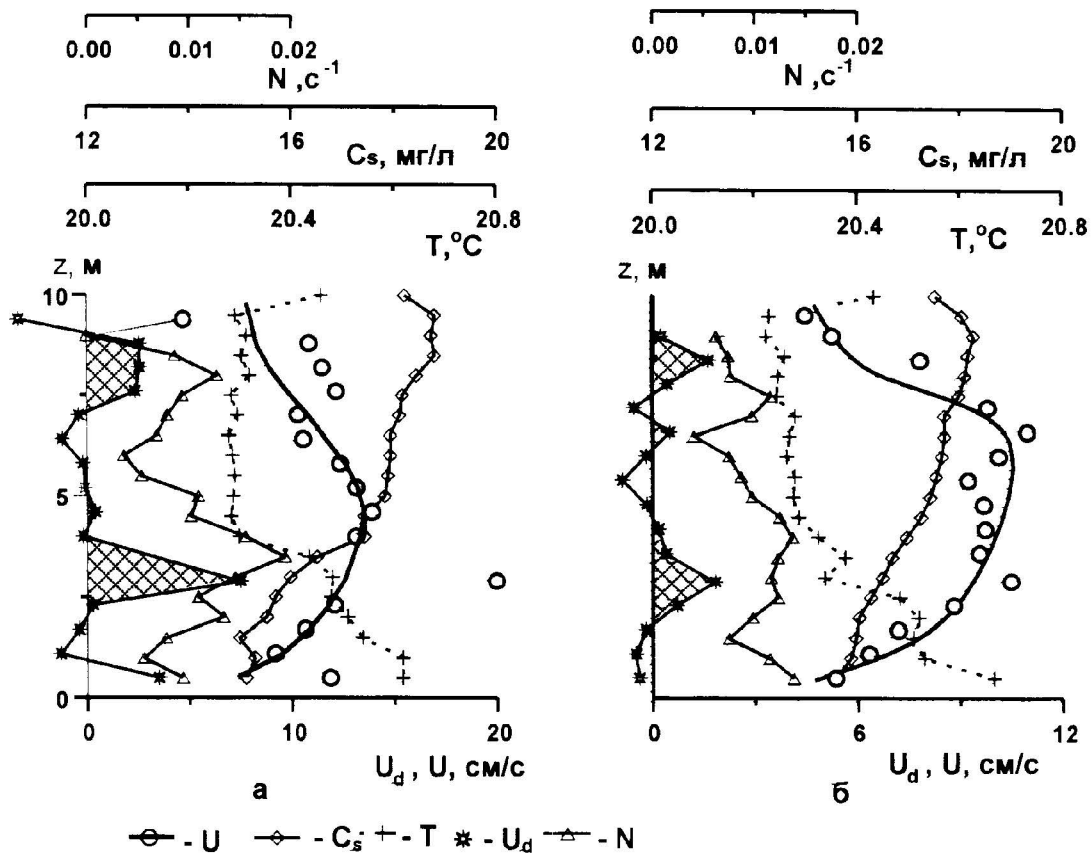 0.00 0.01 0.02 0.00 0.01 0.02
N ,c⁻¹ N ,c⁻¹
12 16 20 12 16 20
Cs, мг/л Cs, мг/л
20.0 20.4 20.8 20.0 20.4 20.8
T,°C T,°C
z, м z, м
10
5
0
0 10 20 0 6 12
Ud , U, см/с Ud , U, см/с
а б
- U - Cs - T - Ud - N